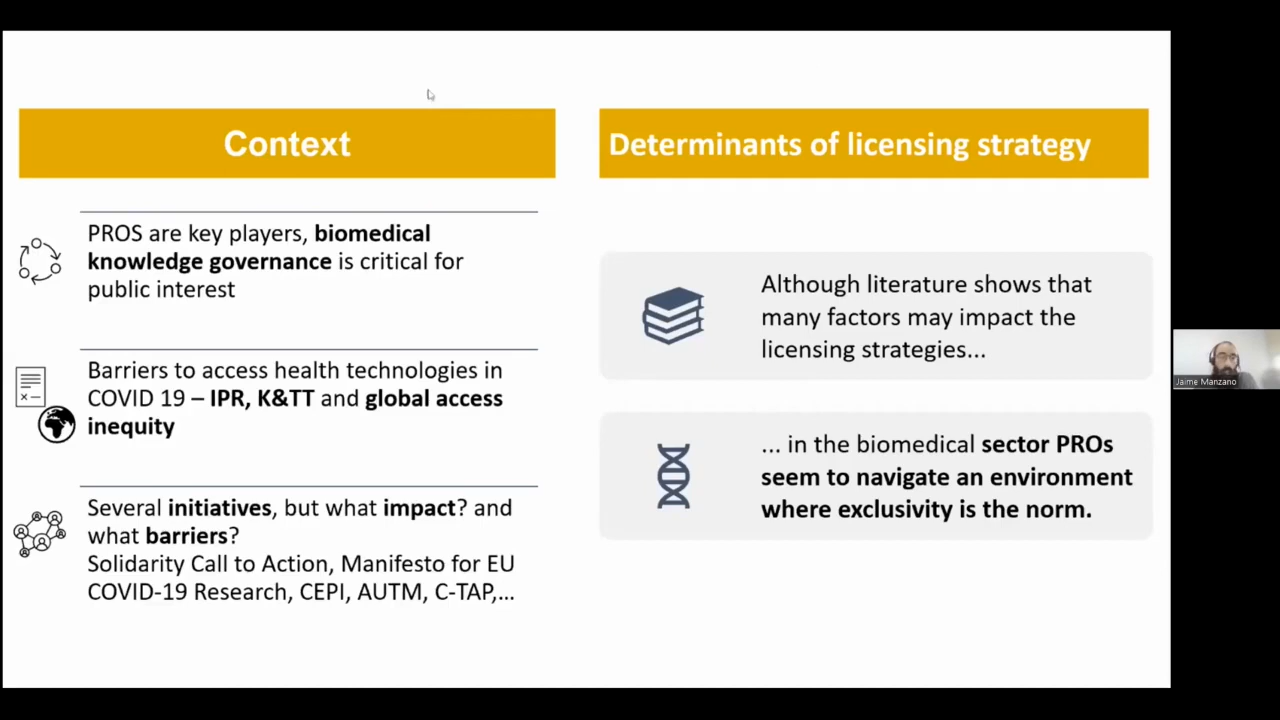 Context
PROS are key players, biomedical
knowledge governance is critical for
public interest
Barriers to access health technologies in
COVID 19 – IPR, K&TT and global access
inequity
Several initiatives, but what impact? and
what barriers?
Solidarity Call to Action, Manifesto for EU
COVID-19 Research, CEPI, AUTM, C-TAP,...
Determinants of licensing strategy
Although literature shows that
many factors may impact the
licensing strategies...
... in the biomedical sector PROs
seem to navigate an environment
where exclusivity is the norm.
Jaime Manzano